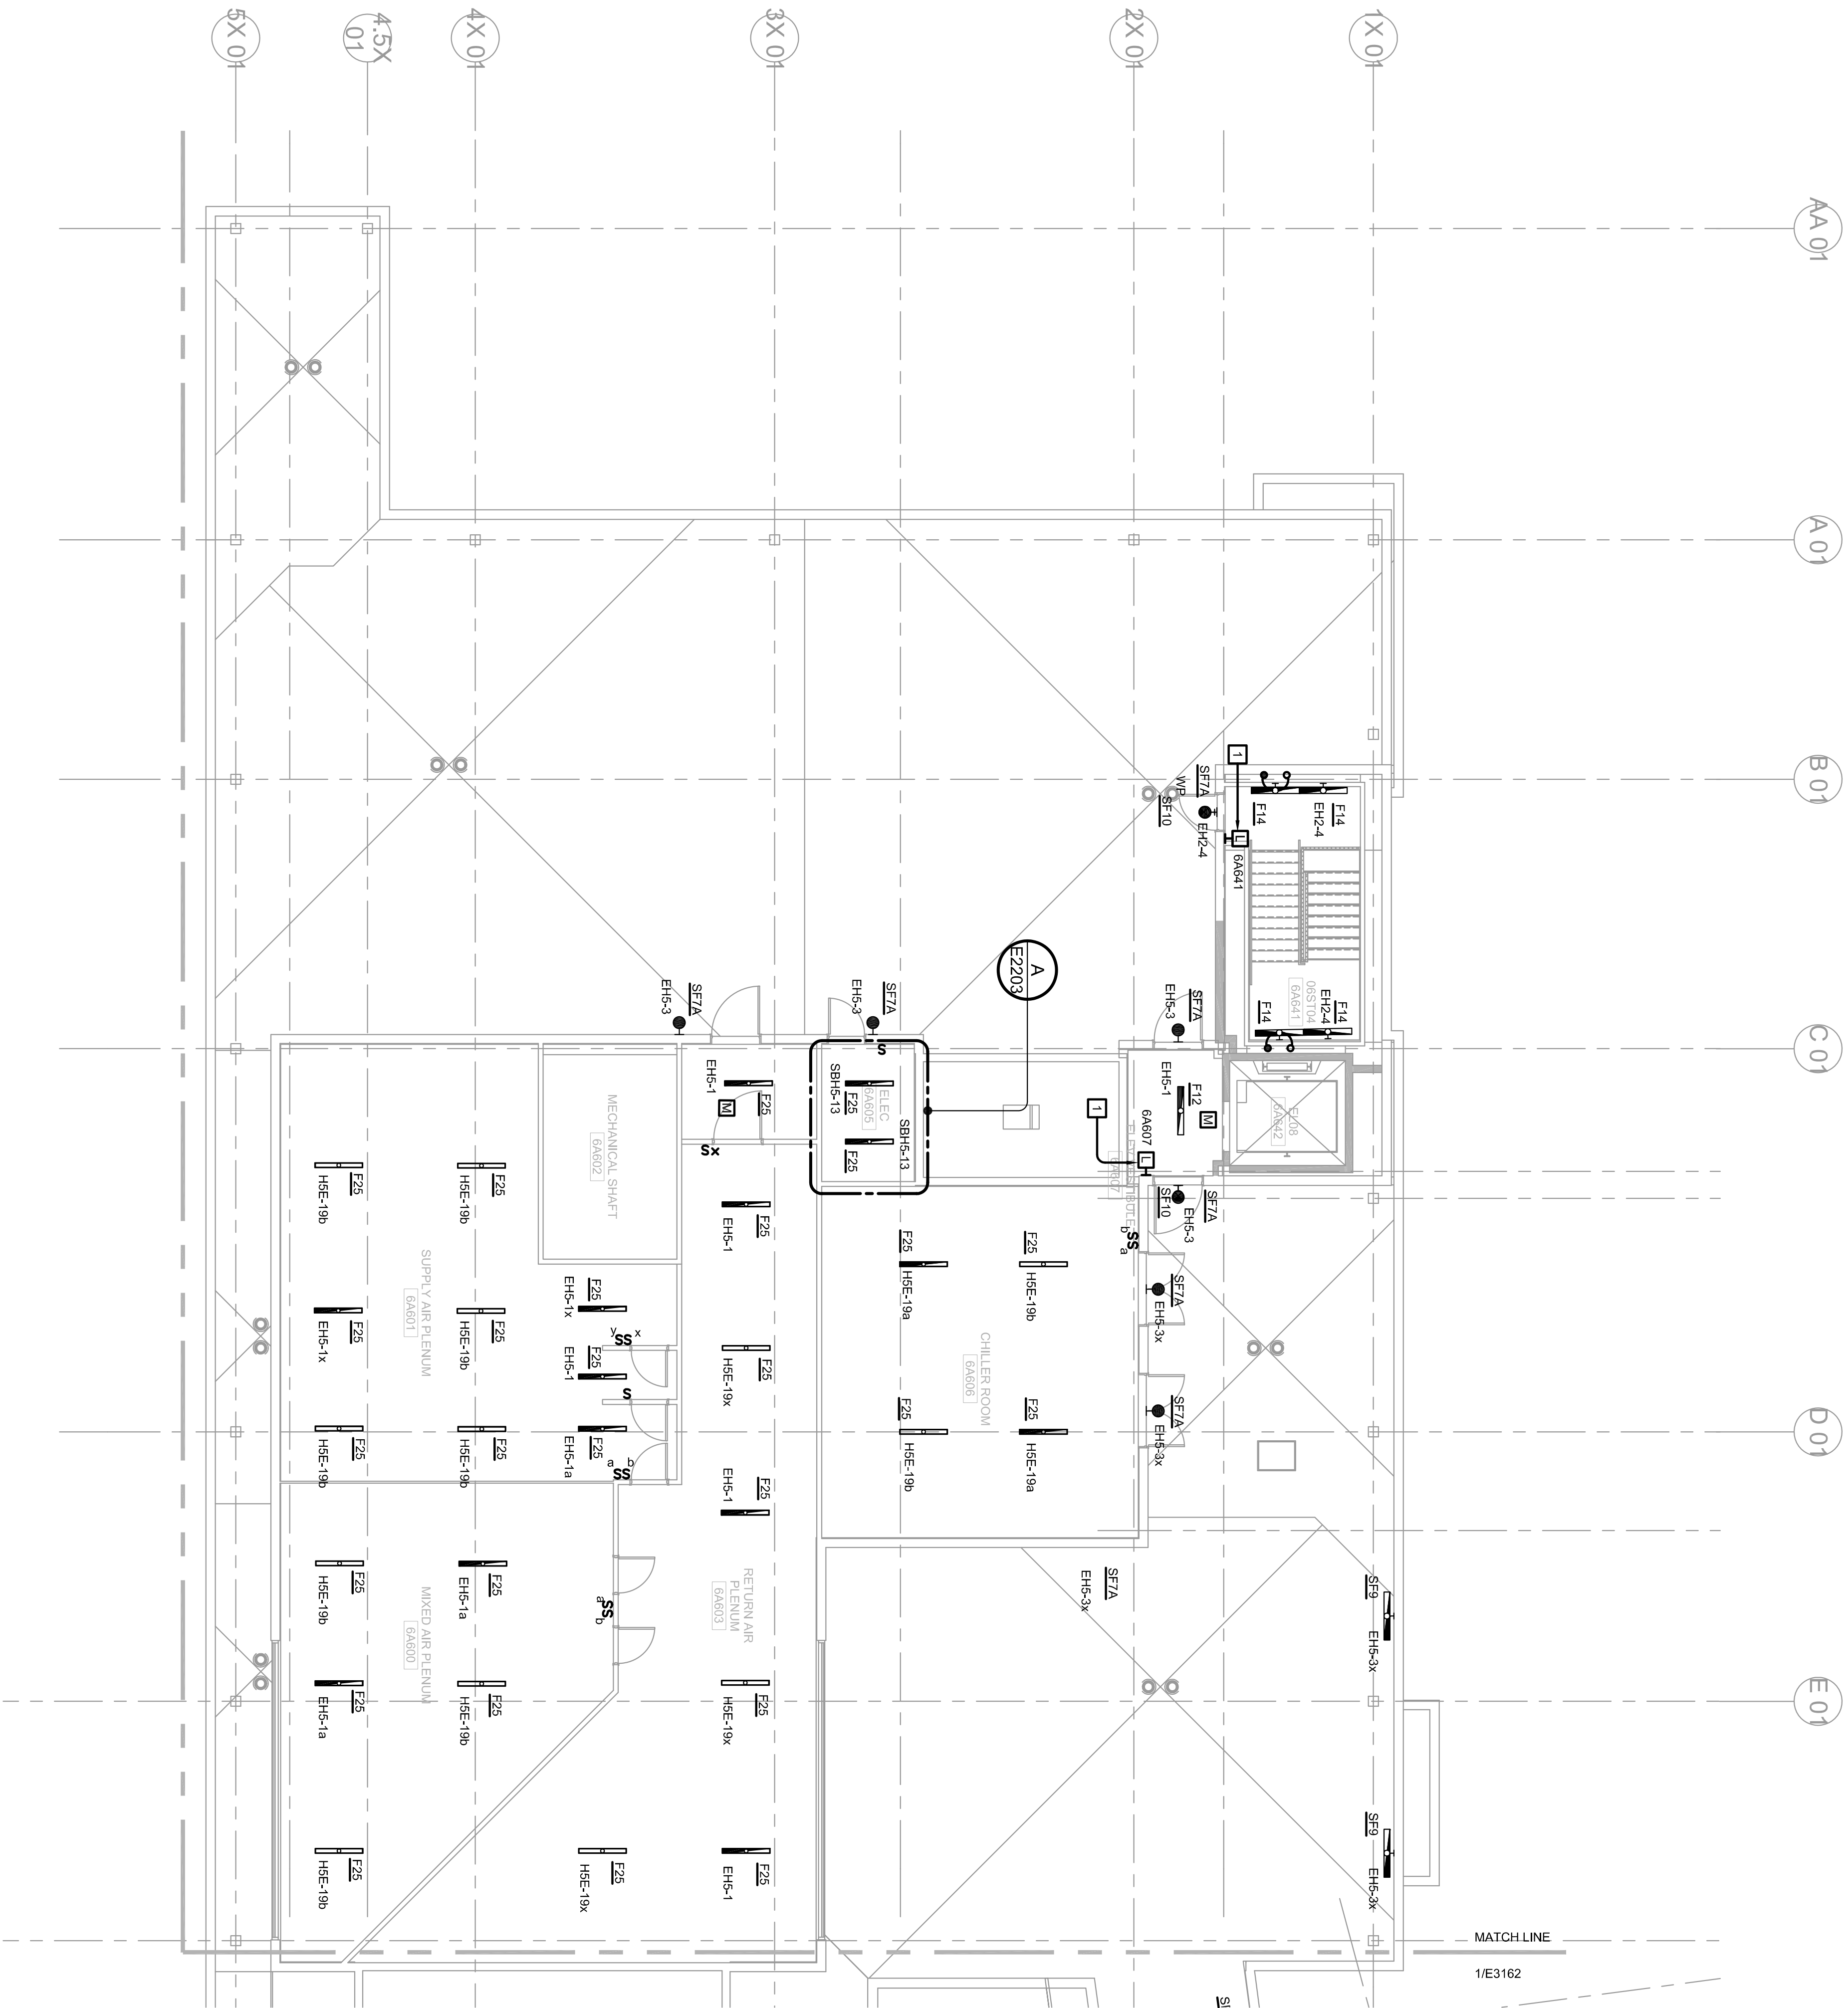 5X 01
4.5X
01
4X 01
3X 01
2X 01
1X 01
AA 01
A 01
B 01
C 01
D 01
E 01
1
SF7A
WP
SF10
EH2-4
L
6A641
F14
F14
EH2-4
06ST04
6A641
F14
F14
EH2-4
A
E2203
SF7A
EH5-3
SF7A
EH5-3
SF7A
EH5-3
S
F25
EH5-1
M
Sx
ELEC
6A605
F25
SBH5-13
F25
SBH5-13
F12
EH5-1
M
E208
6A642
1
L
6A607
SF7A
SF10
EH5-3
b
SS
a
MECHANICAL SHAFT
6A602
F25
H5E-19b
F25
H5E-19b
F25
EH5-1
F25
H5E-19a
F25
H5E-19b
SF7A
EH5-3x
SUPPLY AIR PLENUM
6A601
F25
EH5-1x
F25
H5E-19b
F25
EH5-1x
y
SS
x
F25
EH5-1
S
F25
H5E-19x
CHILLER ROOM
6A606
SF7A
EH5-3x
F25
H5E-19b
F25
H5E-19b
F25
EH5-1a
a
SS
b
F25
EH5-1
F25
H5E-19b
F25
H5E-19a
F25
H5E-19b
F25
EH5-1a
a
SS
b
RETURN AIR
PLENUM
6A603
SF7A
EH5-3x
SF9
EH5-3x
MIXED AIR PLENUM
6A600
F25
EH5-1a
F25
H5E-19b
F25
H5E-19x
SF9
EH5-3x
F25
H5E-19b
F25
H5E-19x
F25
EH5-1
MATCH LINE
1/E3162